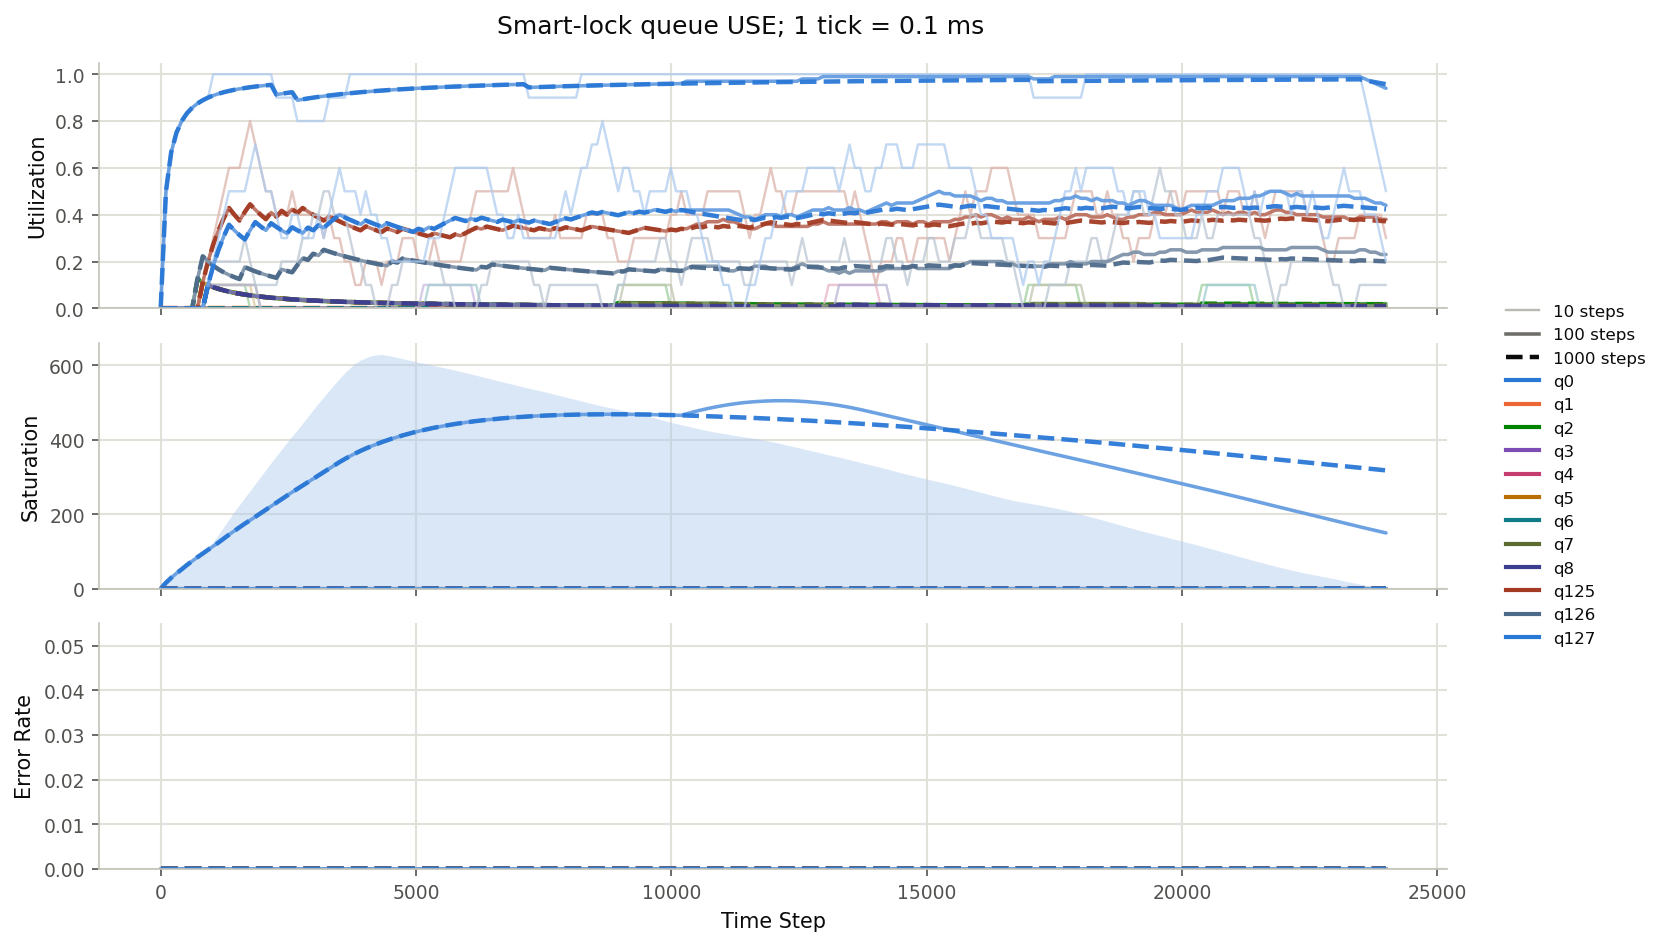 Smart-lock queue USE; 1 tick = 0.1 ms
Utilization
1.0
0.8
0.6
0.4
0.2
0.0
Saturation
600
400
200
0
Error Rate
0.05
0.04
0.03
0.02
0.01
0.00
0
5000
10000
15000
20000
25000
Time Step
10 steps
100 steps
1000 steps
q0
q1
q2
q3
q4
q5
q6
q7
q8
q125
q126
q127